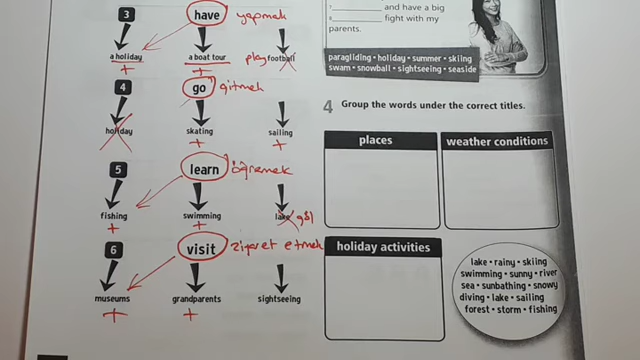 3 have yapmak
a holiday a boat tour play football
+ +
4 go gitmek
holiday skating sailing
+ +
5 learn öğremek
fishing swimming lake göl
+ +
6 visit ziyaret etmek
museums grandparents sightseeing
+ +
7 and have a big
8 fight with my
parents.
paragliding • holiday • summer • skiing
swam • snowball • sightseeing • seaside
4 Group the words under the correct titles.
places weather conditions
holiday activities
lake • rainy • skiing
swimming • sunny • river
sea • sunbathing • snowy
diving • lake • sailing
forest • storm • fishing